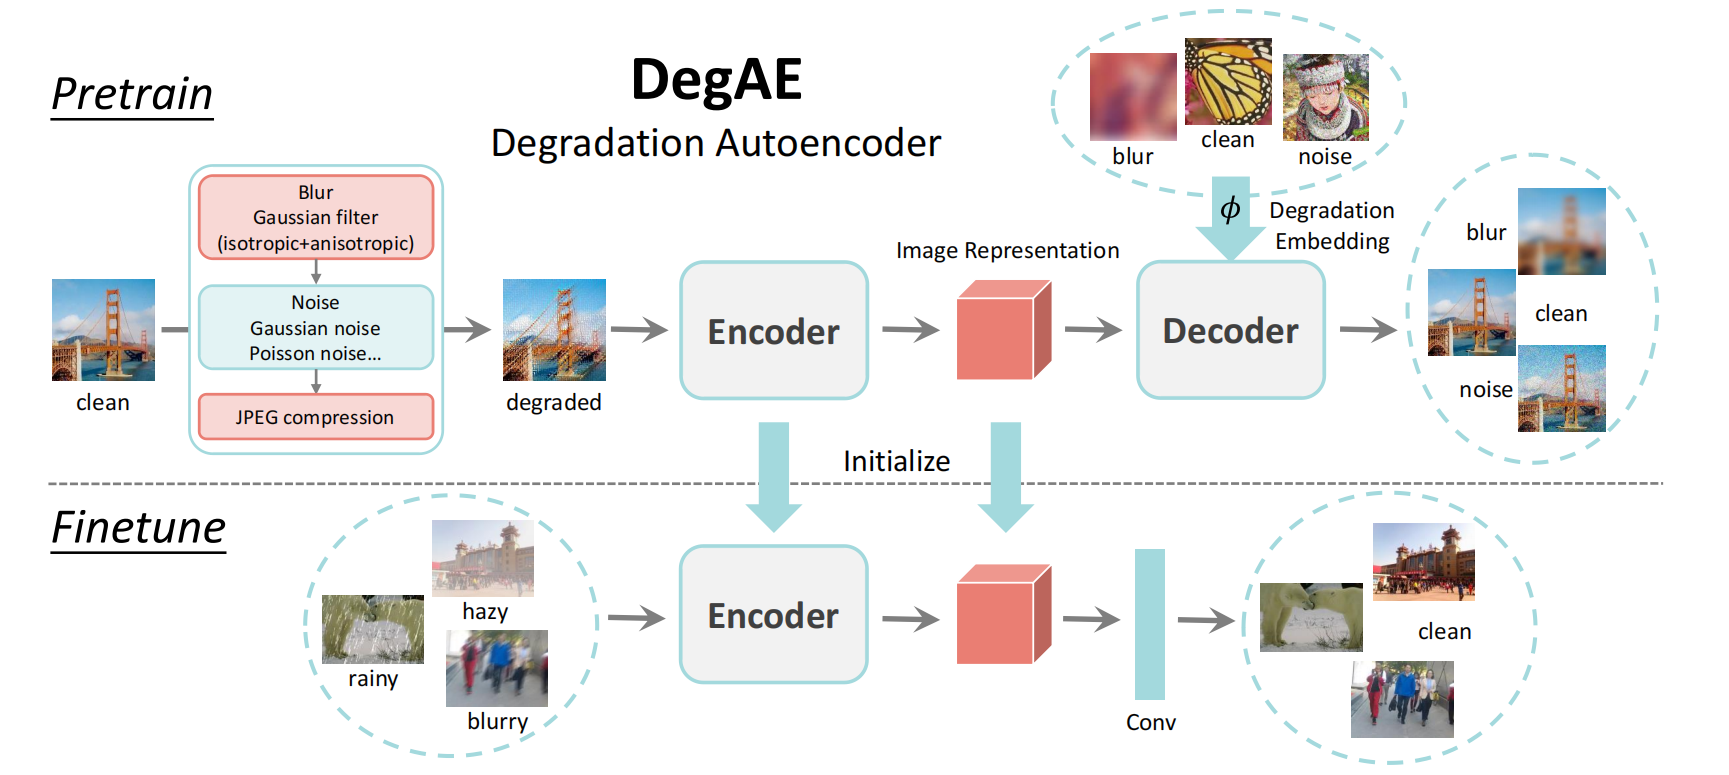 Pretrain
DegAE
Degradation Autoencoder
blur
clean
noise
ϕ
Degradation
Embedding
Blur
Gaussian filter
(isotropic+anisotropic)
Noise
Gaussian noise
Poisson noise...
JPEG compression
clean
degraded
Encoder
Image Representation
Decoder
blur
clean
noise
Initialize
Finetune
hazy
rainy
blurry
Encoder
Conv
clean